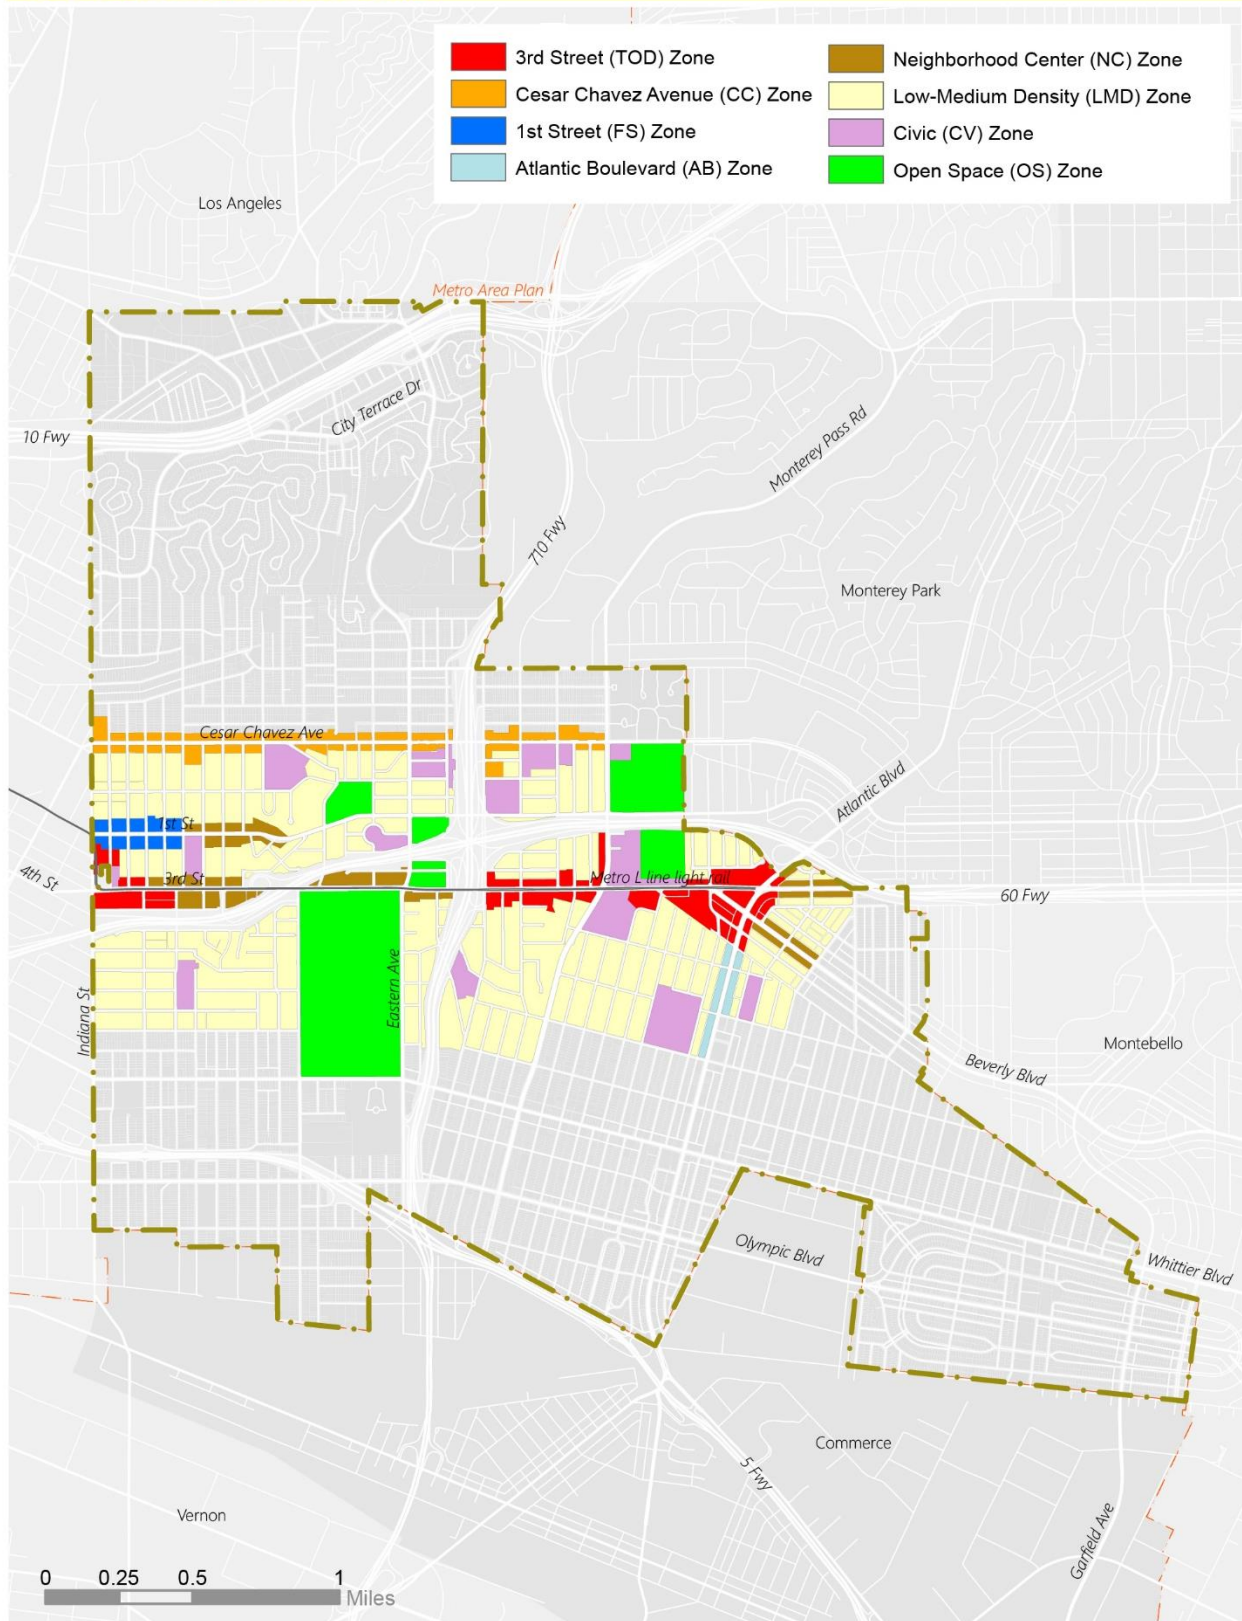 3rd Street (TOD) Zone
Cesar Chavez Avenue (CC) Zone
1st Street (FS) Zone
Atlantic Boulevard (AB) Zone
Neighborhood Center (NC) Zone
Low-Medium Density (LMD) Zone
Civic (CV) Zone
Open Space (OS) Zone
Los Angeles
Metro Area Plan
City Terrace Dr
10 Fwy
Monterey Pass Rd
710 Fwy
Monterey Park
Cesar Chavez Ave
Atlantic Blvd
1st St
4th St
3rd St
Metro L line light rail
60 Fwy
Eastern Ave
Indiana St
Montebello
Beverly Blvd
Olympic Blvd
Whittier Blvd
Commerce
5 Fwy
Vernon
Garfield Ave
0 0.25 0.5 1
Miles